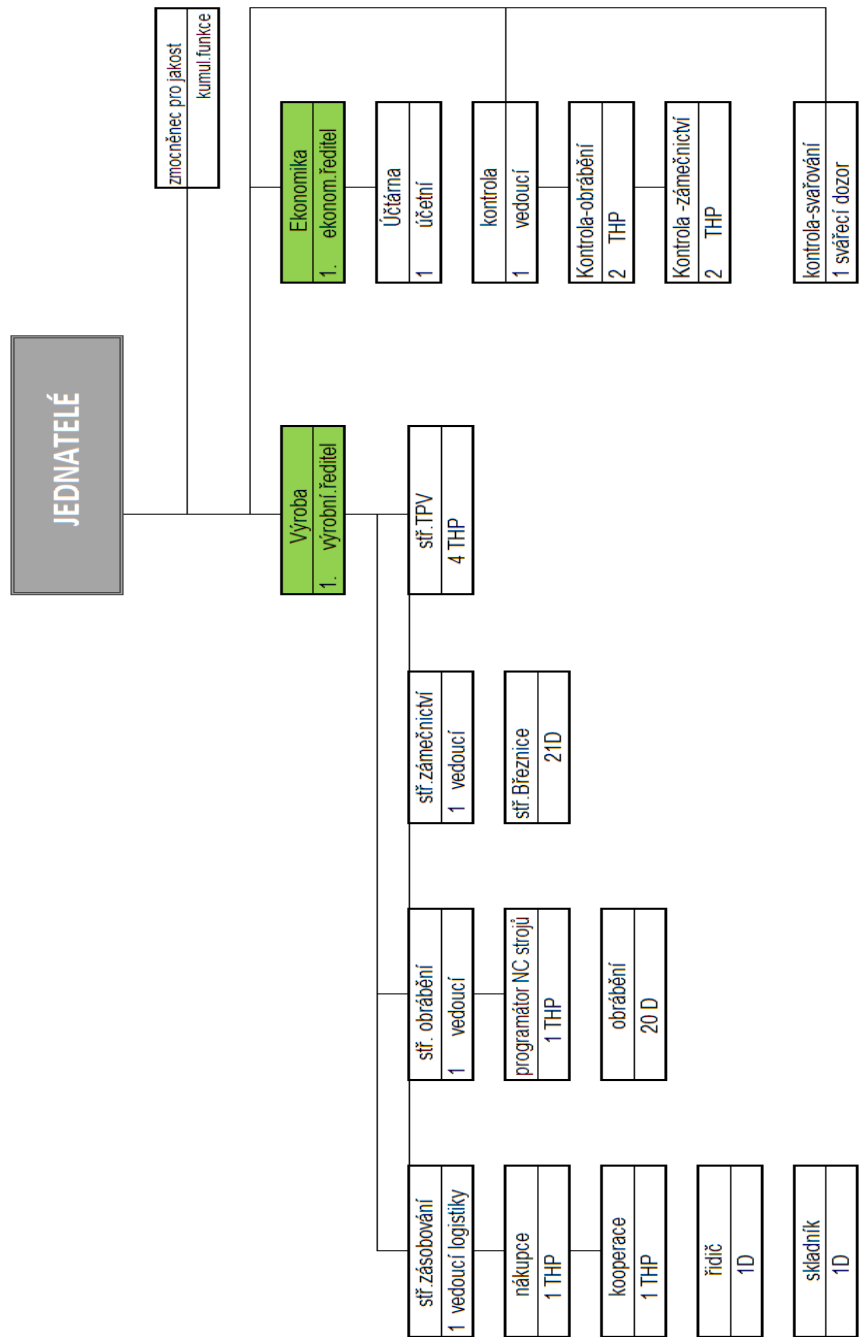 JEDNATELÉ
zmocněnec pro jakost
kumul.funkce
Výroba
1. výrobní.ředitel
Ekonomika
1. ekonom.ředitel
stř.zásobování
1 vedoucí logistiky
nákupce
1 THP
kooperace
1 THP
řidič
1D
skladník
1D
stř. obrábění
1 vedoucí
programátor NC strojů
1 THP
obrábění
20 D
stř.zámečnictví
1 vedoucí
stř.Březnice
21D
stř.TPV
4 THP
Účtárna
1 účetní
kontrola
1 vedoucí
Kontrola-obrábění
2 THP
Kontrola -zámečnictví
2 THP
kontrola-svařování
1 svářecí dozor